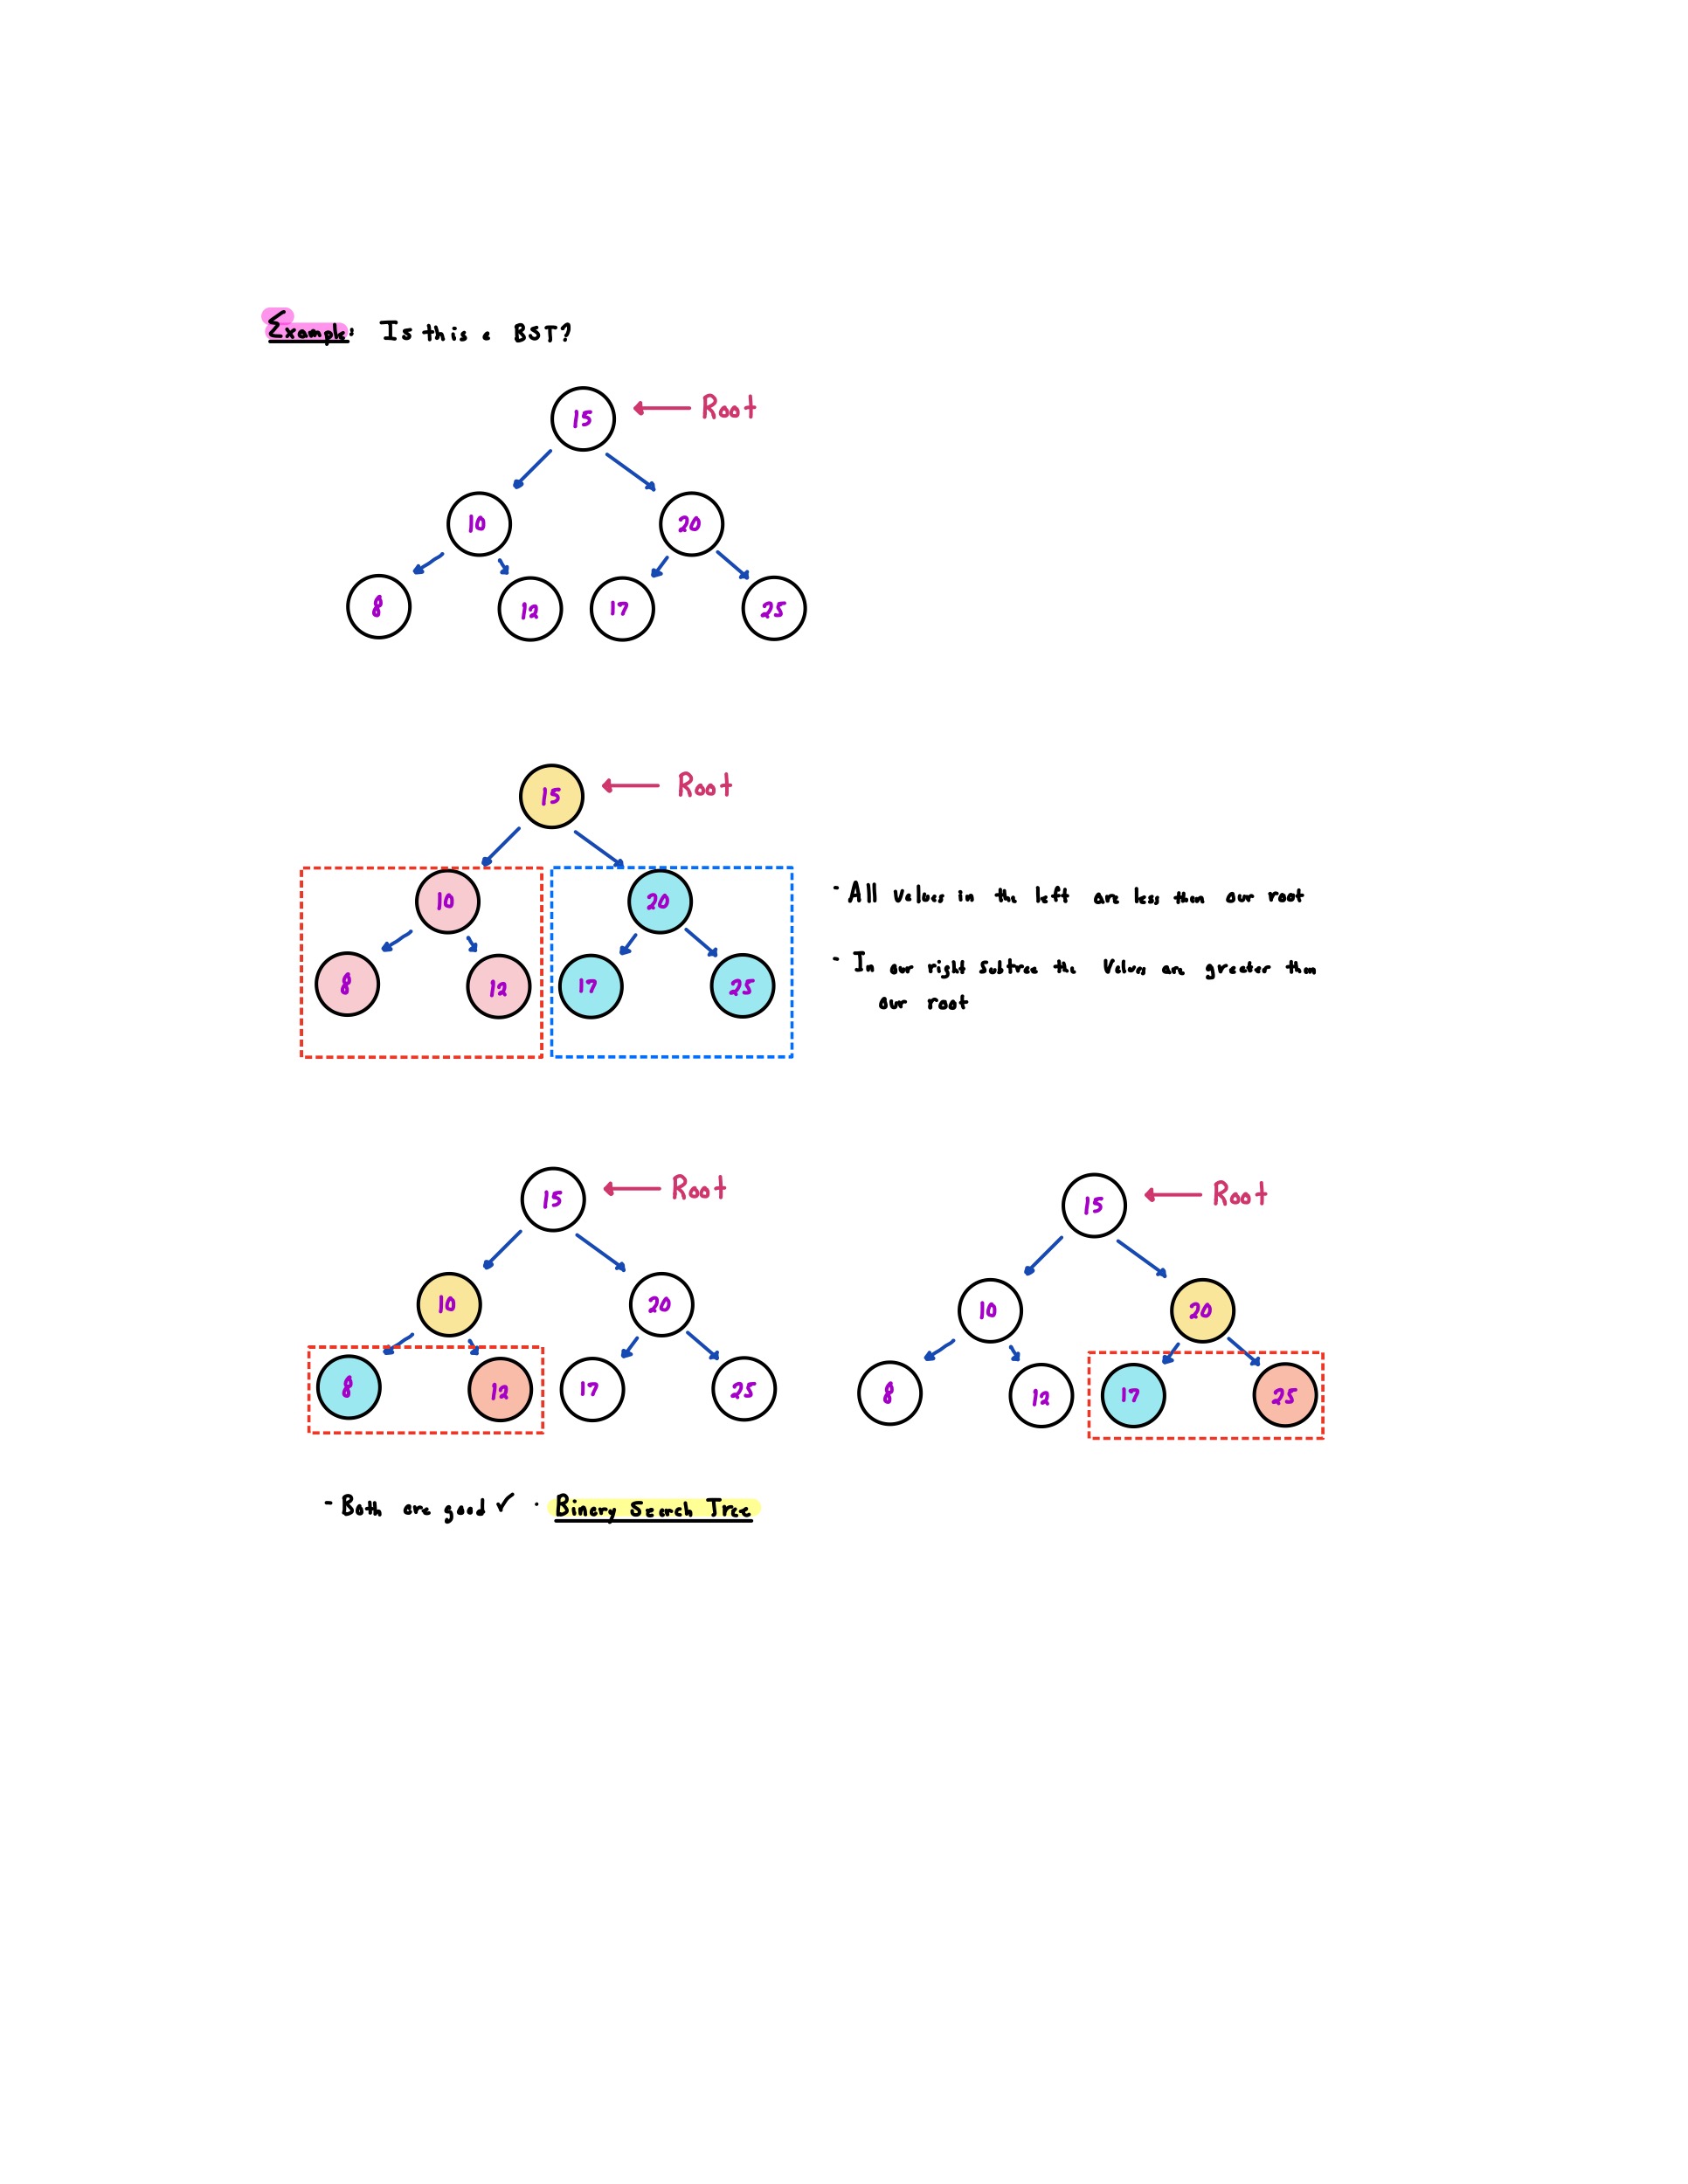 Example: Is this a BST?
15 ← Root
10 20
8 12 17 25
15 ← Root
10 20
8 12 17 25
- All values in the left are less then our root
- In our right subtree the values are greater then
our root
15 ← Root
10 20
8 12 17 25
15 ← Root
10 20
8 12 17 25
- Both are good ✓ · Binary Search Tree